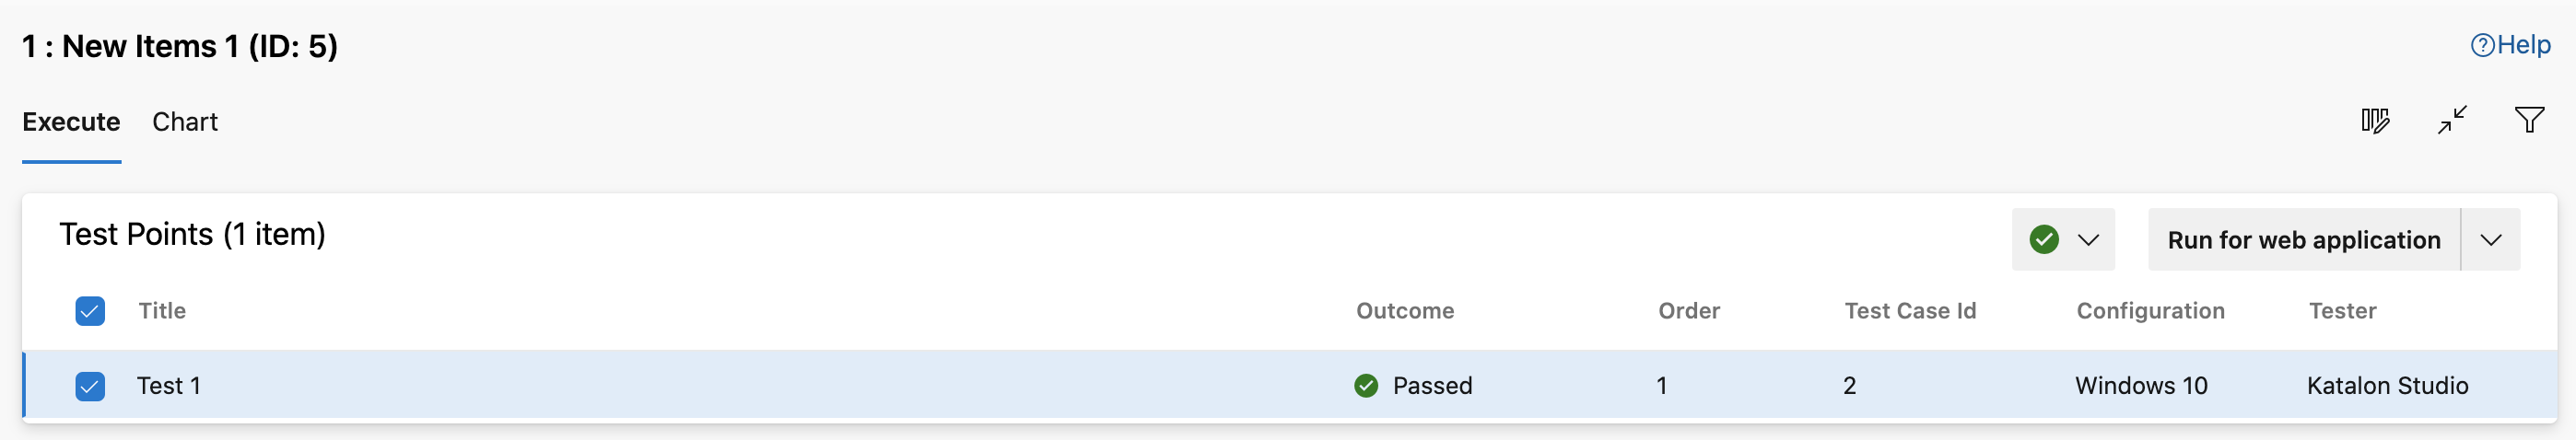 1 : New Items 1 (ID: 5)
Help
Execute Chart
Test Points (1 item)
Run for web application
Title Outcome Order Test Case Id Configuration Tester
Test 1 Passed 1 2 Windows 10 Katalon Studio